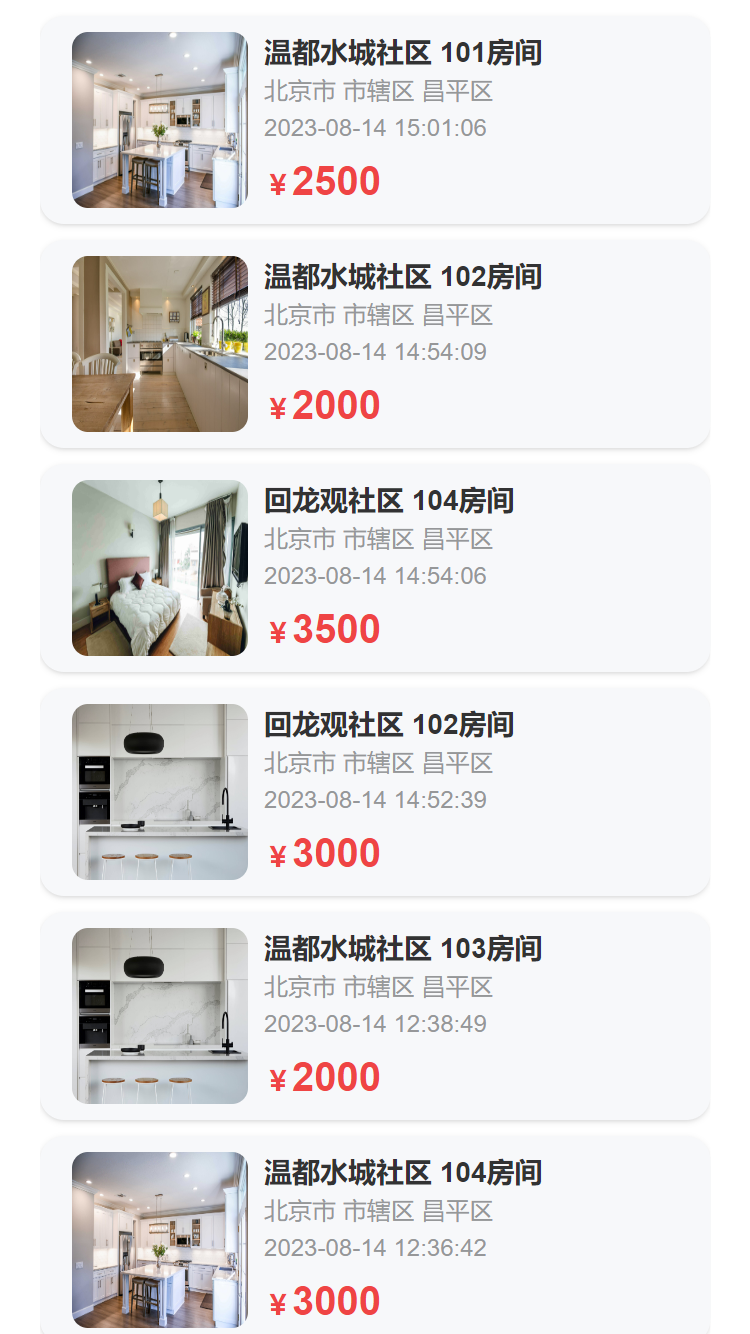 温都水城社区 101房间
北京市 市辖区 昌平区
2023-08-14 15:01:06
￥2500
温都水城社区 102房间
北京市 市辖区 昌平区
2023-08-14 14:54:09
￥2000
回龙观社区 104房间
北京市 市辖区 昌平区
2023-08-14 14:54:06
￥3500
回龙观社区 102房间
北京市 市辖区 昌平区
2023-08-14 14:52:39
￥3000
温都水城社区 103房间
北京市 市辖区 昌平区
2023-08-14 12:38:49
￥2000
温都水城社区 104房间
北京市 市辖区 昌平区
2023-08-14 12:36:42
￥3000